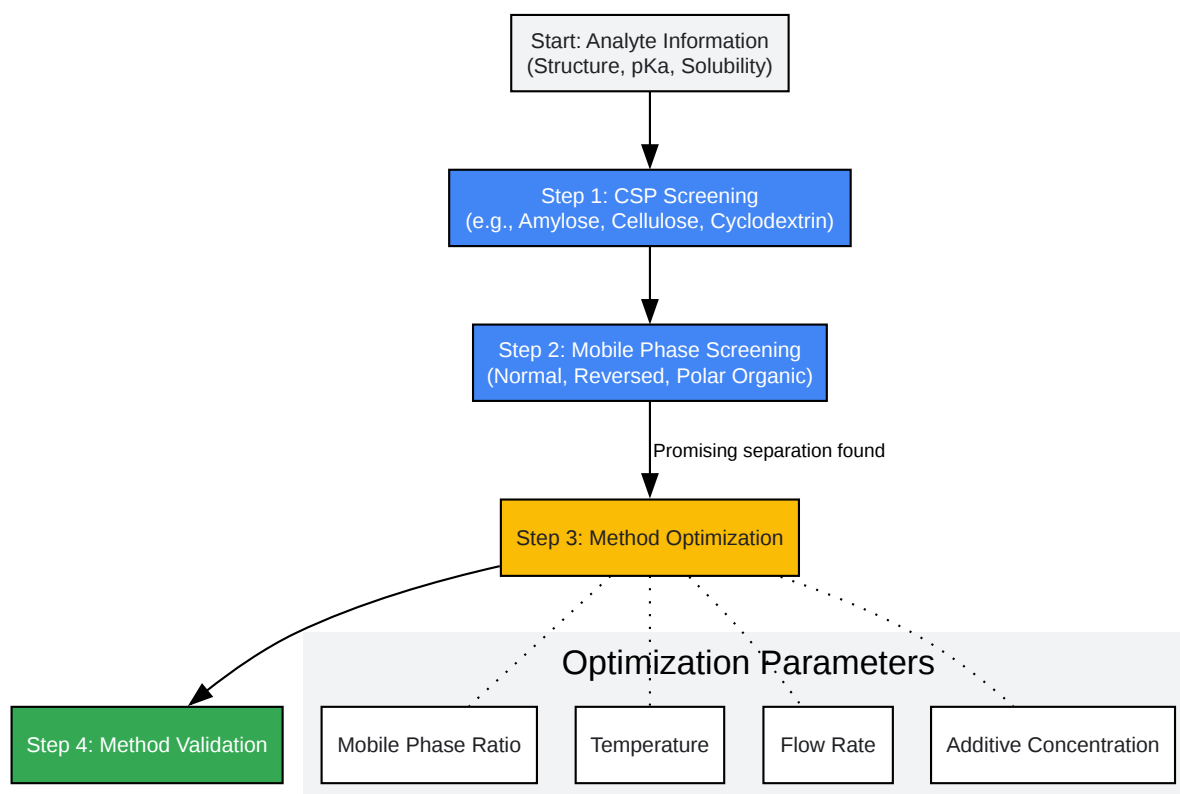 Start: Analyte Information
(Structure, pKa, Solubility)
Step 1: CSP Screening
(e.g., Amylose, Cellulose, Cyclodextrin)
Step 2: Mobile Phase Screening
(Normal, Reversed, Polar Organic)
Promising separation found
Step 3: Method Optimization
Optimization Parameters
Step 4: Method Validation
Mobile Phase Ratio
Temperature
Flow Rate
Additive Concentration